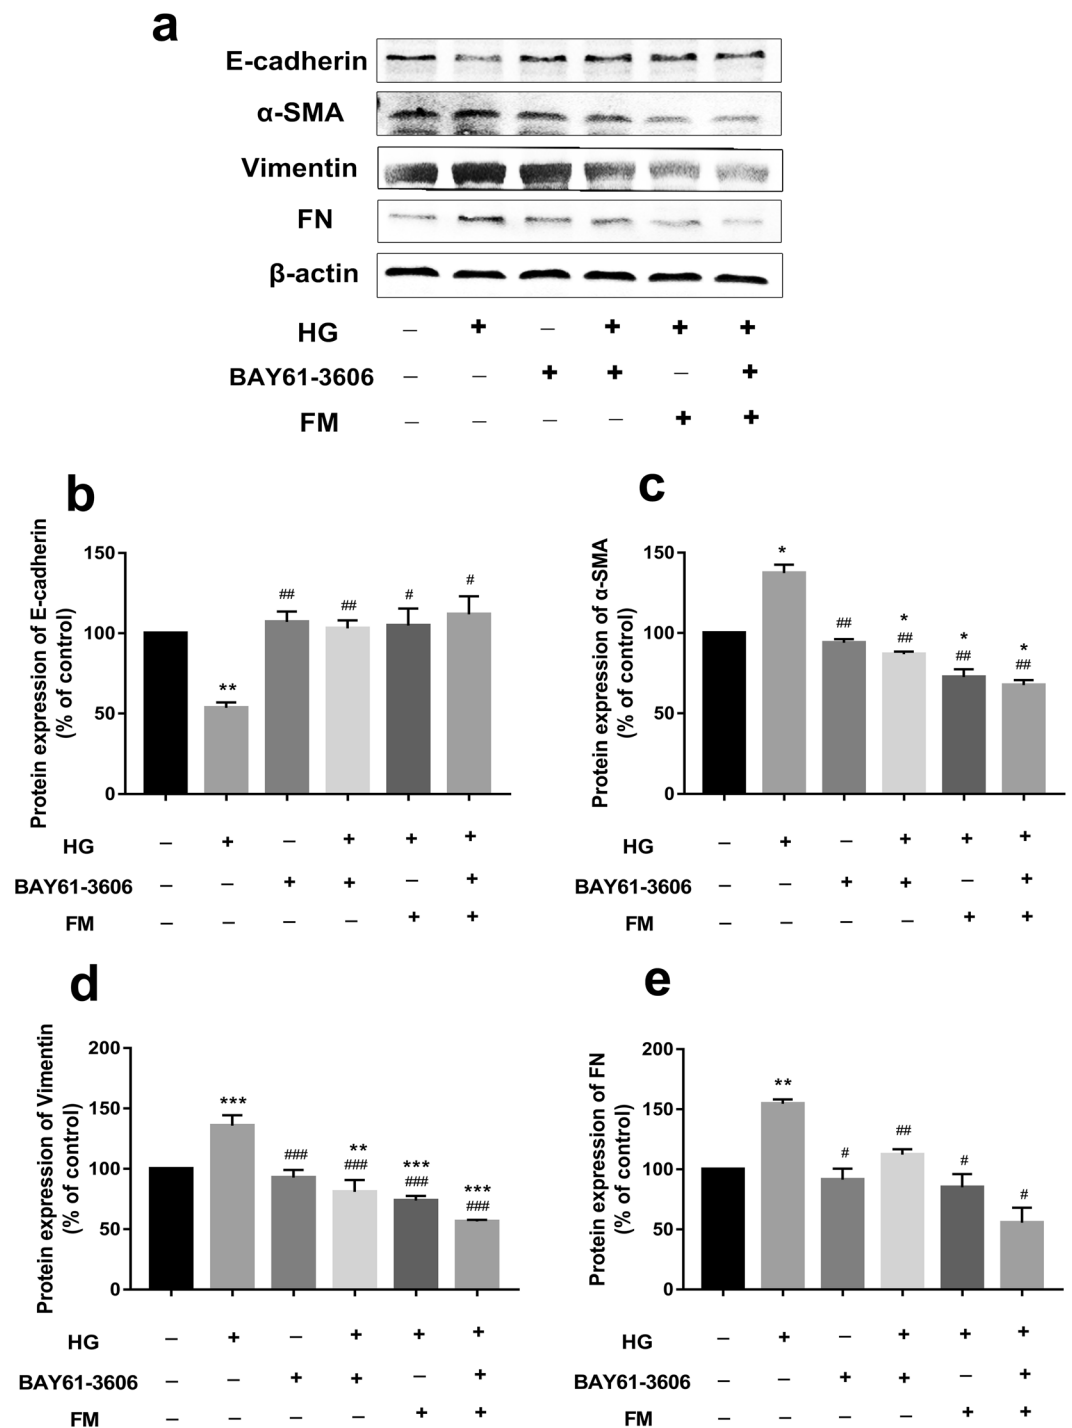 a
E-cadherin
α-SMA
Vimentin
FN
β-actin
HG – + – + + +
BAY61-3606 – – + + – +
FM – – – – + +
b
Protein expression of E-cadherin
(% of control)
150
100
50
0
** ## ## # #
HG – + – + + +
BAY61-3606 – – + + – +
FM – – – – + +
c
Protein expression of α-SMA
(% of control)
150
100
50
0
* * * *
## ## ## ##
HG – + – + + +
BAY61-3606 – – + + – +
FM – – – – + +
d
Protein expression of Vimentin
(% of control)
200
150
100
50
0
*** ** *** ***
### ### ### ###
HG – + – + + +
BAY61-3606 – – + + – +
FM – – – – + +
e
Protein expression of FN
(% of control)
200
150
100
50
0
** # ## # #
HG – + – + + +
BAY61-3606 – – + + – +
FM – – – – + +